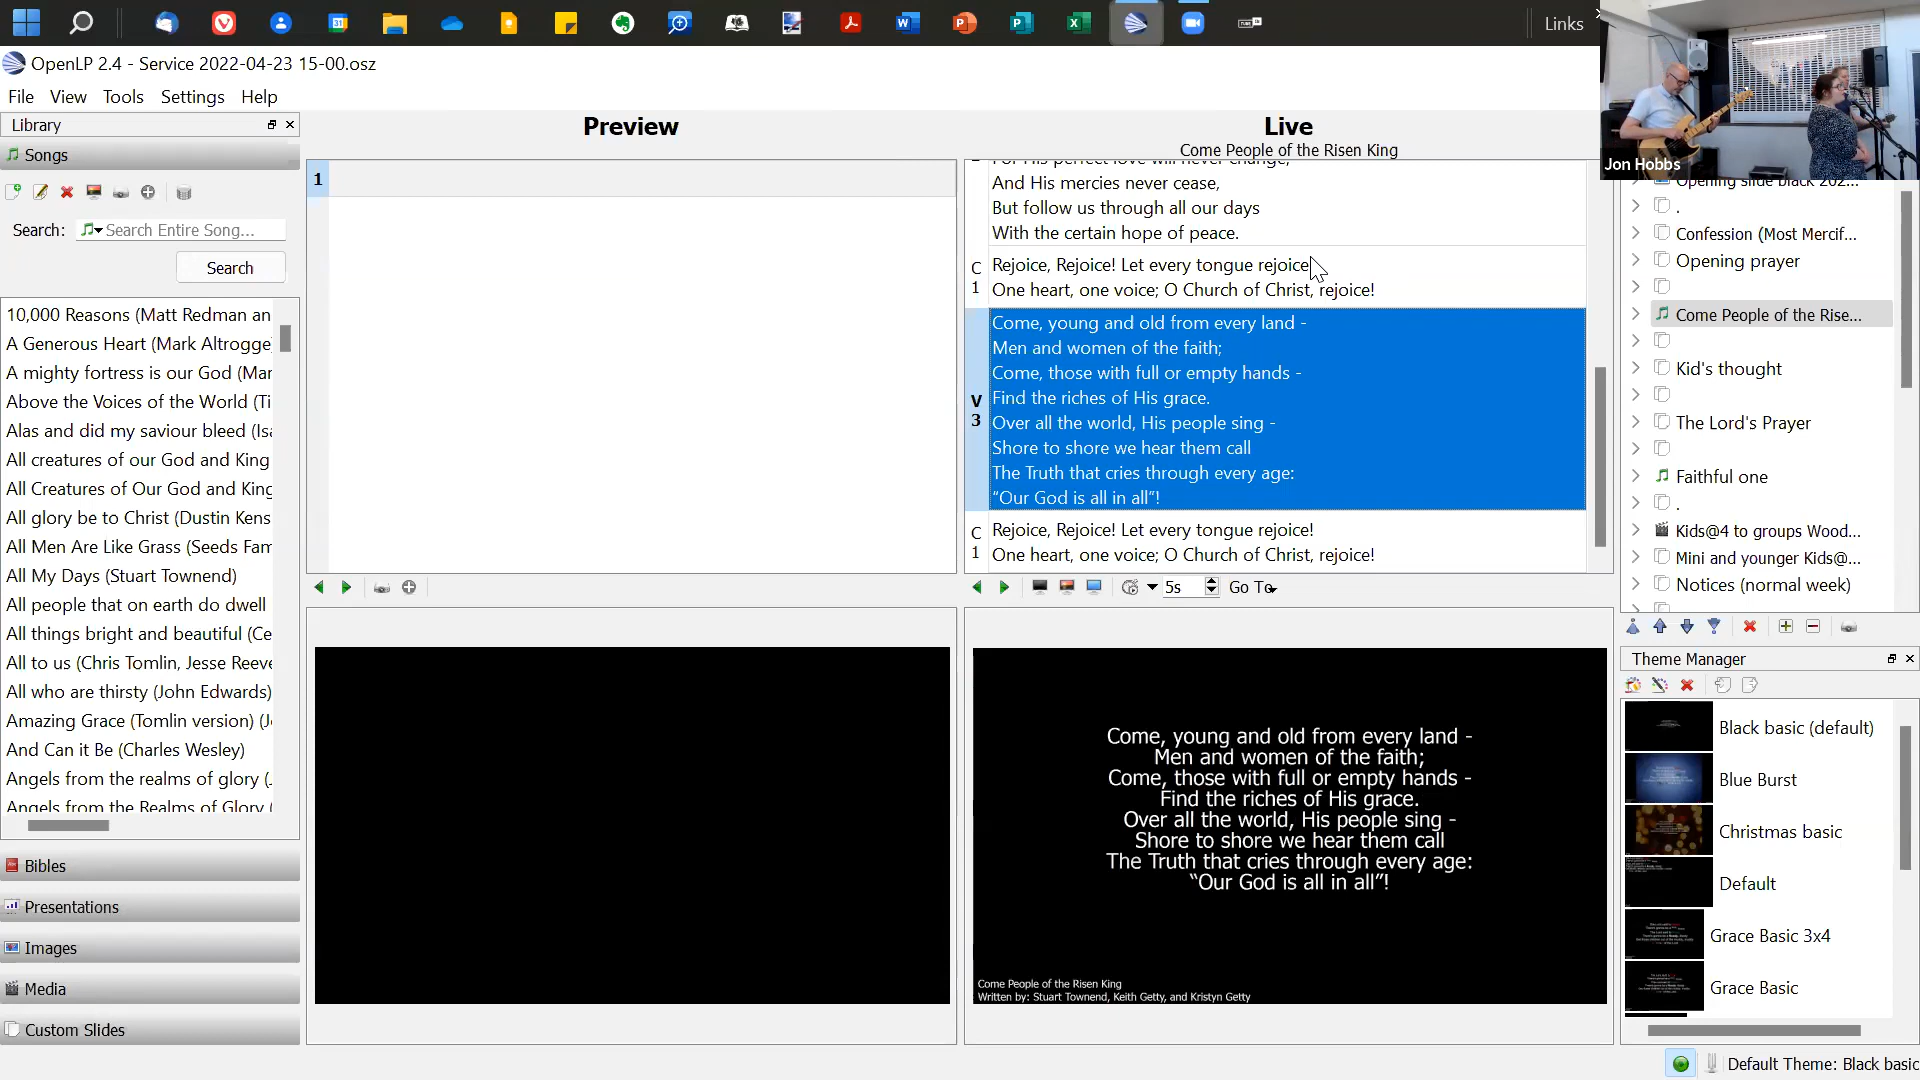 Links
OpenLP 2.4 - Service 2022-04-23 15-00.osz
File View Tools Settings Help
Jon Hobbs
Library
Preview
Live
Come People of the Risen King
Songs
Search:
Search Entire Song...
Search
10,000 Reasons (Matt Redman an
A Generous Heart (Mark Altrogge
A mighty fortress is our God (Mar
Above the Voices of the World (Ti
Alas and did my saviour bleed (Isa
All creatures of our God and King
All Creatures of Our God and King
All glory be to Christ (Dustin Kens
All Men Are Like Grass (Seeds Fam
All My Days (Stuart Townend)
All people that on earth do dwell
All things bright and beautiful (Ce
All to us (Chris Tomlin, Jesse Reeve
All who are thirsty (John Edwards)
Amazing Grace (Tomlin version) (J
And Can it Be (Charles Wesley)
Angels from the realms of glory (
Angels from the Realms of Glory (
Bibles
Presentations
Images
Media
Custom Slides
1
For His perfect love will never change,
And His mercies never cease,
But follow us through all our days
With the certain hope of peace.
C
1
Rejoice, Rejoice! Let every tongue rejoice
One heart, one voice; O Church of Christ, rejoice!
V
3
Come, young and old from every land -
Men and women of the faith;
Come, those with full or empty hands -
Find the riches of His grace.
Over all the world, His people sing -
Shore to shore we hear them call
The Truth that cries through every age:
“Our God is all in all”!
C
1
Rejoice, Rejoice! Let every tongue rejoice!
One heart, one voice; O Church of Christ, rejoice!
5s
Go To
Come, young and old from every land -
Men and women of the faith;
Come, those with full or empty hands -
Find the riches of His grace.
Over all the world, His people sing -
Shore to shore we hear them call
The Truth that cries through every age:
“Our God is all in all”!
Come People of the Risen King
Written by: Stuart Townend, Keith Getty, and Kristyn Getty
Opening slide black 202...
.
Confession (Most Mercif...
Opening prayer
Come People of the Rise...
Kid's thought
The Lord's Prayer
Faithful one
.
Kids@4 to groups Wood...
Mini and younger Kids@...
Notices (normal week)
Theme Manager
Black basic (default)
Blue Burst
Christmas basic
Default
Grace Basic 3x4
Grace Basic
Default Theme: Black basic